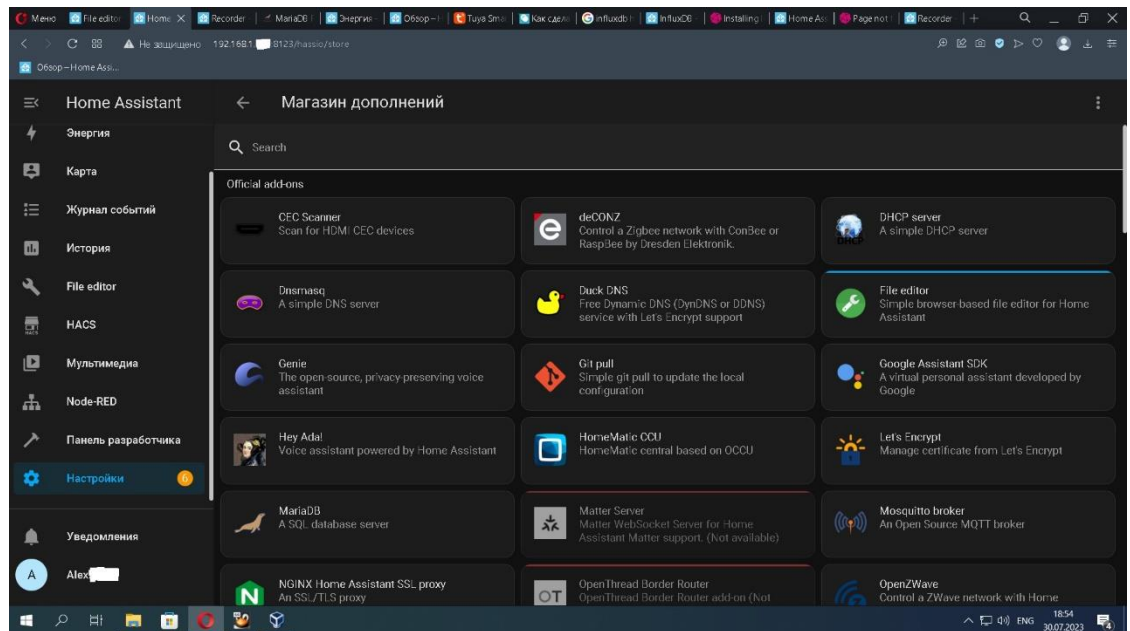 Меню
File editor
Home
Recorder
MariaDB
Энергия
Обзор – H
Tuya Smar
Как сдела
influxdb
InfluxDB
Installing
Home Ass
Page not f
Recorder
Не защищено 192.168.1. 8123/hassio/store
Обзор – Home Assi...
Home Assistant
Магазин дополнений
Энергия
Карта
Журнал событий
История
File editor
HACS
Мультимедиа
Node-RED
Панель разработчика
Настройки 6
Уведомления
A Alex
Search
Official add-ons
CEC Scanner
Scan for HDMI CEC devices
deCONZ
Control a Zigbee network with ConBee or
RaspBee by Dresden Elektronik.
DHCP server
A simple DHCP server
Dnsmasq
A simple DNS server
Duck DNS
Free Dynamic DNS (DynDNS or DDNS)
service with Let's Encrypt support
File editor
Simple browser-based file editor for Home
Assistant
Genie
The open-source, privacy-preserving voice
assistant
Git pull
Simple git pull to update the local
configuration
Google Assistant SDK
A virtual personal assistant developed by
Google
Hey Ada!
Voice assistant powered by Home Assistant
HomeMatic CCU
HomeMatic central based on OCCU
Let's Encrypt
Manage certificate from Let's Encrypt
MariaDB
A SQL database server
Matter Server
Matter WebSocket Server for Home
Assistant Matter support. (Not available)
Mosquitto broker
An Open Source MQTT broker
NGINX Home Assistant SSL proxy
An SSL/TLS proxy
OT
OpenThread Border Router
OpenThread Border Router add-on (Not
OpenZWave
Control a ZWave network with Home
ENG
18:54
30.07.2023
4